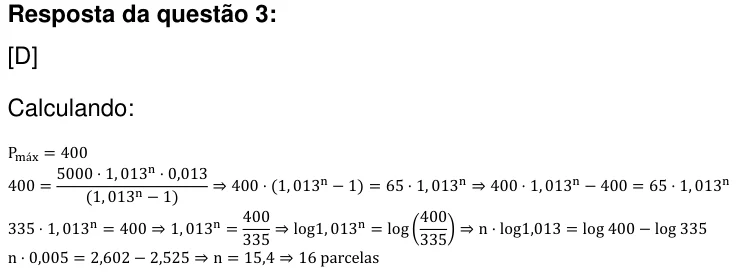 Resposta da questão 3:
[D]
Calculando:
Pmáx = 400
400 = (5000 · 1,013ⁿ · 0,013)/((1,013ⁿ − 1)) ⇒ 400 · (1,013ⁿ − 1) = 65 · 1,013ⁿ ⇒ 400 · 1,013ⁿ − 400 = 65 · 1,013ⁿ
335 · 1,013ⁿ = 400 ⇒ 1,013ⁿ = 400/335 ⇒ log1,013ⁿ = log(400/335) ⇒ n · log1,013 = log 400 − log 335
n · 0,005 = 2,602 − 2,525 ⇒ n = 15,4 ⇒ 16 parcelas